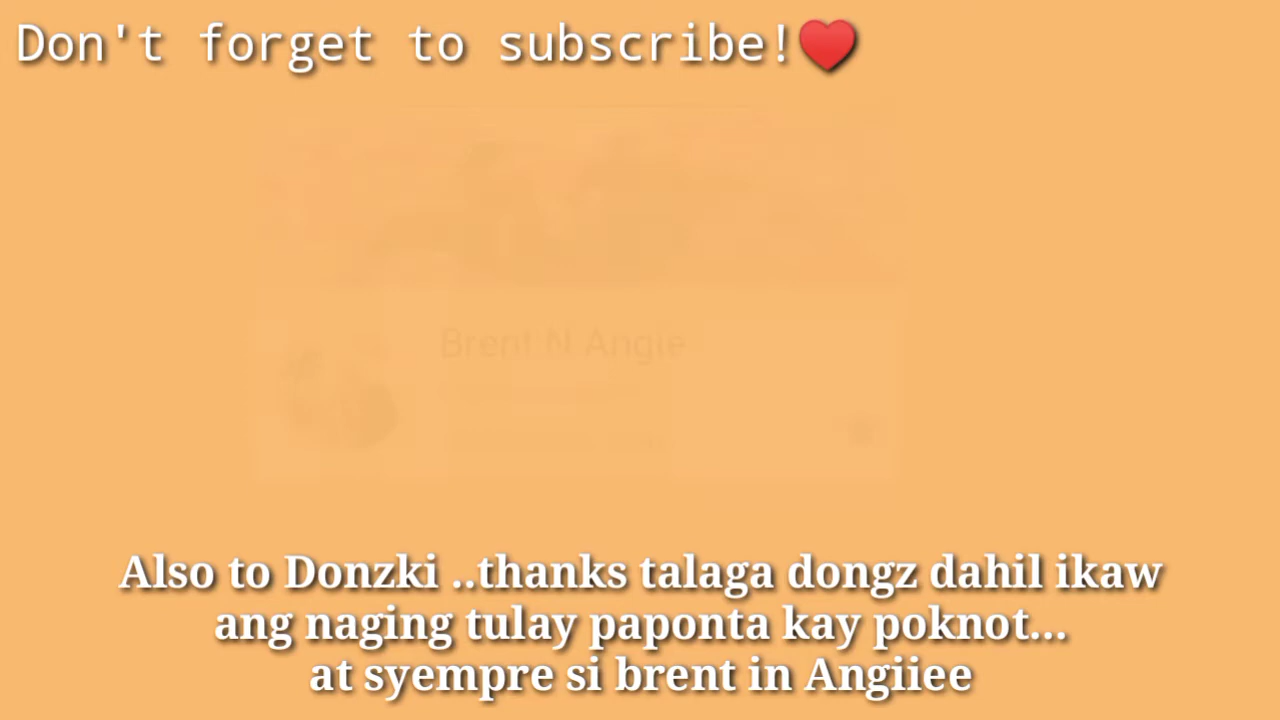 Don't forget to subscribe!❤️
Brent N Angie
Also to Donzki ..thanks talaga dongz dahil ikaw
ang naging tulay paponta kay poknot...
at syempre si brent in Angiiee